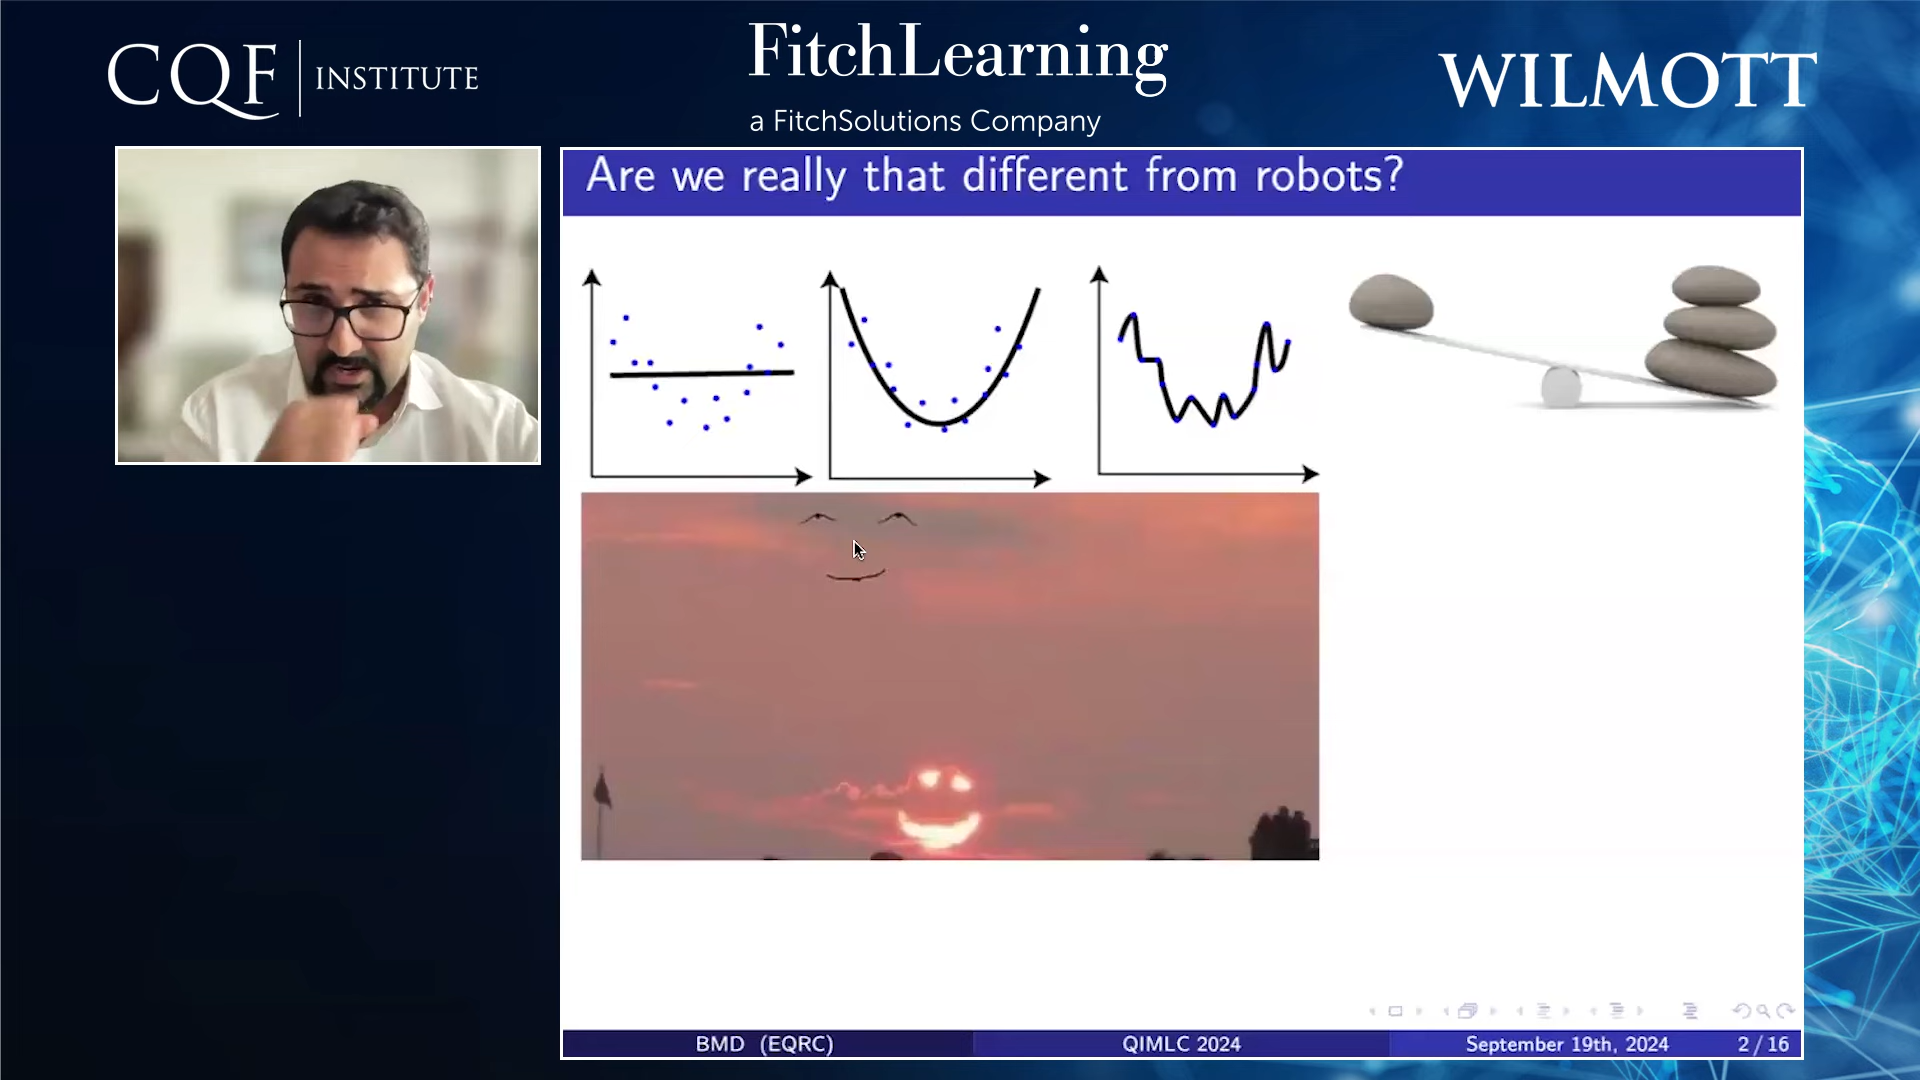 CQF INSTITUTE
FitchLearning
a FitchSolutions Company
WILMOTT
Are we really that different from robots?
BMD (EQRC)
QIMLC 2024
September 19th, 2024
2 / 16